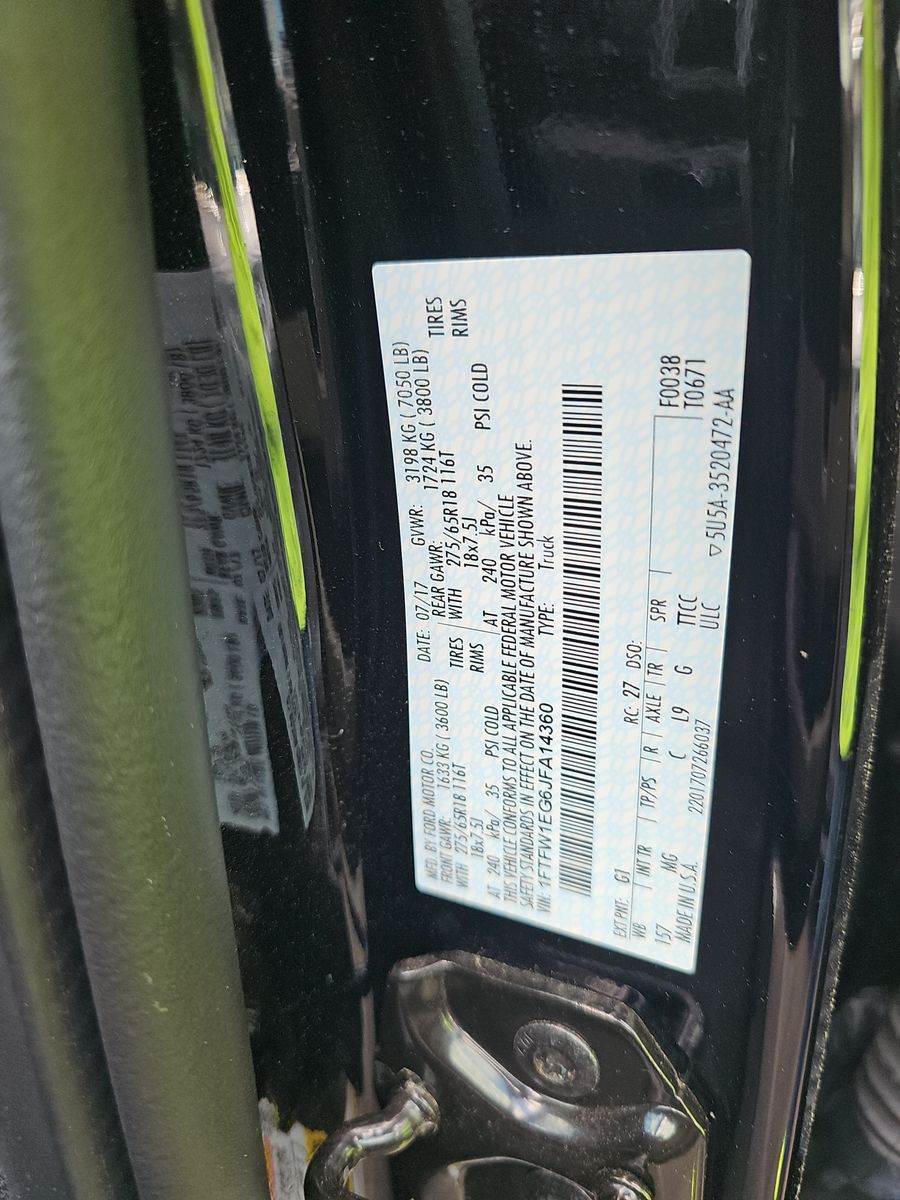 MFD. BY FORD MOTOR CO.
DATE: 07/17 GVWR: 3198 KG ( 7050 LB)
FRONT GAWR: 1633 KG ( 3600 LB) REAR GAWR: 1724 KG ( 3800 LB)
WITH 275/65R18 116T TIRES WITH 275/65R18 116T TIRES
18x7.5J RIMS 18x7.5J RIMS
AT 240 kPa/ 35 PSI COLD AT 240 kPa/ 35 PSI COLD
THIS VEHICLE CONFORMS TO ALL APPLICABLE FEDERAL MOTOR VEHICLE
SAFETY STANDARDS IN EFFECT ON THE DATE OF MANUFACTURE SHOWN ABOVE.
VIN: 1FTFW1EG6JFA14360 TYPE: Truck
EXT PNT: G1 RC: 27 DSO:
WB INT TR TP/PS R AXLE TR SPR F0038
157 MG C L9 G TTCC T0671
MADE IN U.S.A. 2201707266037 ULC
▽5U5A-3520472-AA